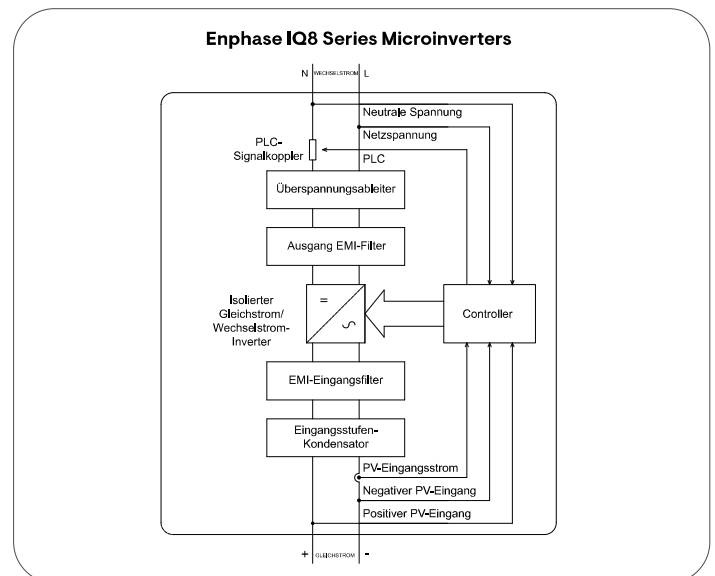 Enphase IQ8 Series Microinverters
N WECHSELSTROM L
Neutrale Spannung
Netzspannung
PLC-
Signalkoppler
PLC
Überspannungsableiter
Ausgang EMI-Filter
Isolierter
Gleichstrom/
Wechselstrom-
Inverter
=
∿
Controller
EMI-Eingangsfilter
Eingangsstufen-
Kondensator
PV-Eingangsstrom
Negativer PV-Eingang
Positiver PV-Eingang
+ GLEICHSTROM -